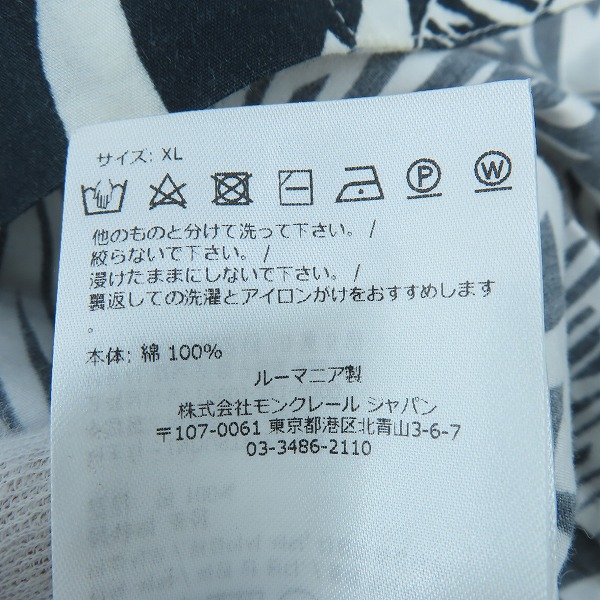 サイズ: XL
P
W
他のものと分けて洗って下さい。 /
絞らないで下さい。 /
浸けたままにしないで下さい。 /
裏返しての洗濯とアイロンがけをおすすめします
。
本体: 綿 100%
ルーマニア製
株式会社モンクレール ジャパン
〒107-0061 東京都港区北青山3-6-7
03-3486-2110